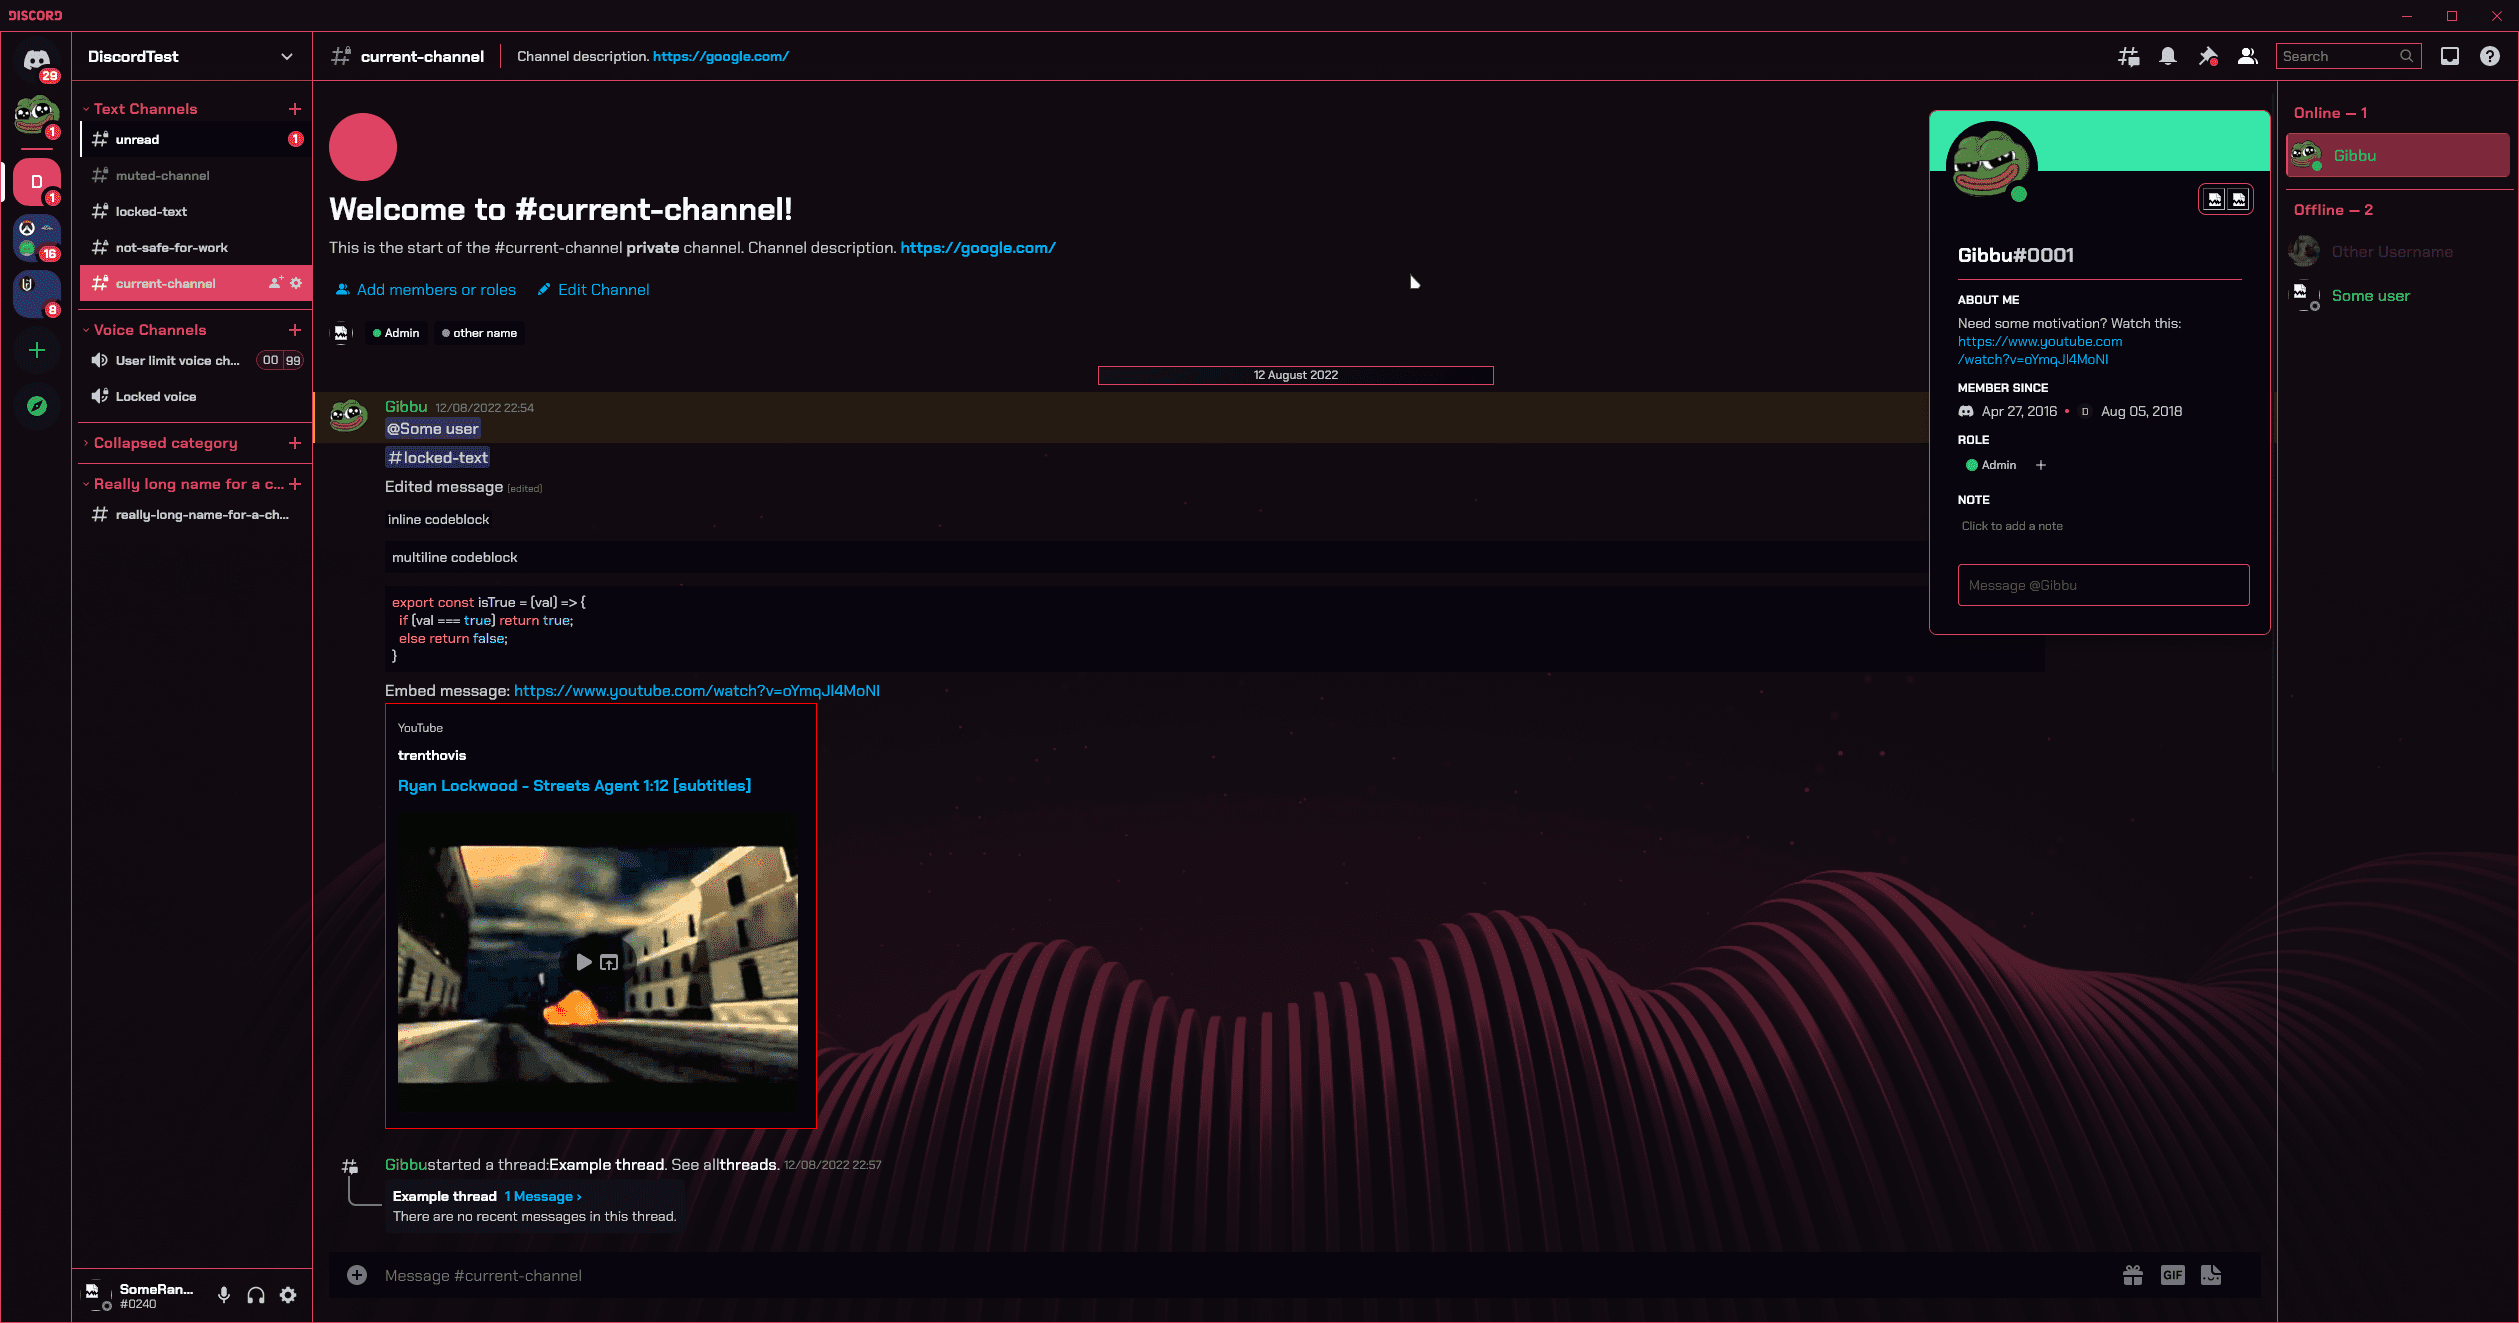 DISCORD
29
1
D
1
16
8
DiscordTest
Text Channels
unread
1
muted-channel
locked-text
not-safe-for-work
current-channel
Voice Channels
User limit voice ch...
00 99
Locked voice
Collapsed category
Really long name for a c...
really-long-name-for-a-ch...
SomeRan...
#0240
current-channel
Channel description. https://google.com/
Search
Welcome to #current-channel!
This is the start of the #current-channel private channel. Channel description. https://google.com/
Add members or roles
Edit Channel
Admin
other name
12 August 2022
Gibbu 12/08/2022 22:54
@Some user
#locked-text
Edited message [edited]
inline codeblock
multiline codeblock
export const isTrue = (val) => {
if (val === true) return true;
else return false;
}
Embed message: https://www.youtube.com/watch?v=oYmqJl4MoNI
YouTube
trenthovis
Ryan Lockwood - Streets Agent 1:12 [subtitles]
Gibbustarted a thread:Example thread. See allthreads. 12/08/2022 22:57
Example thread 1 Message ›
There are no recent messages in this thread.
Message #current-channel
GIF
Gibbu#0001
ABOUT ME
Need some motivation? Watch this:
https://www.youtube.com
/watch?v=oYmqJl4MoNI
MEMBER SINCE
Apr 27, 2016 • D Aug 05, 2018
ROLE
Admin +
NOTE
Click to add a note
Message @Gibbu
Online — 1
Gibbu
Offline — 2
Other Username
Some user